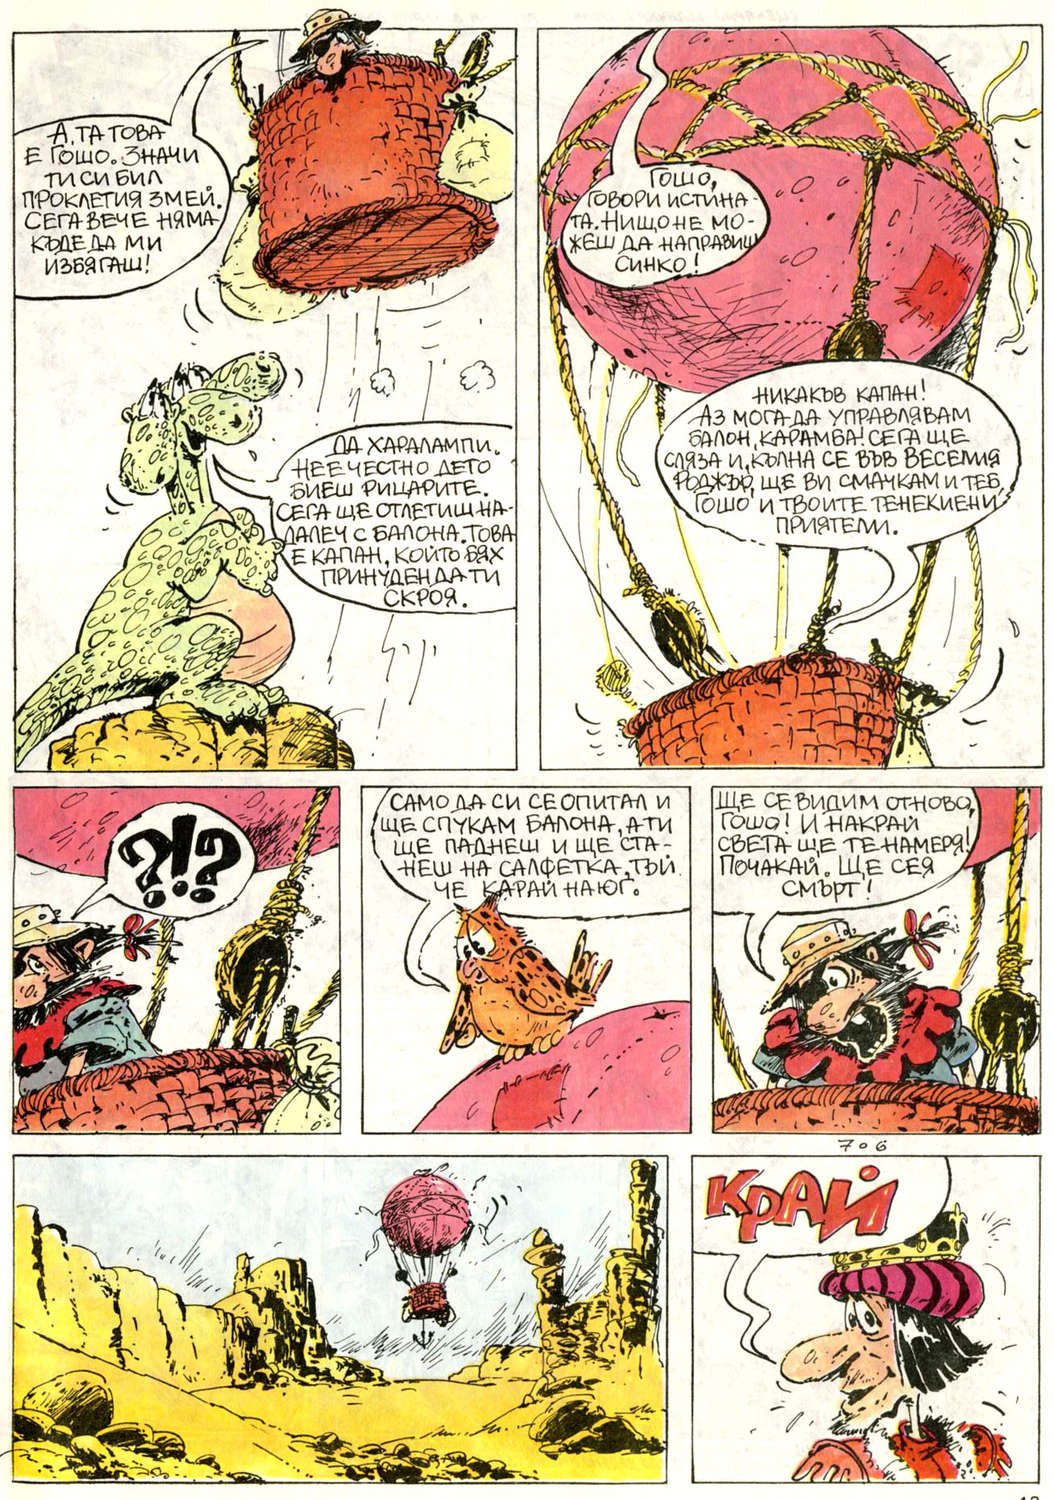 А, ТА ТОВА
Е ГОШО. ЗНАЧИ
ТИ СИ БИЛ
ПРОКЛЕТИЯ ЗМЕЙ.
СЕГА ВЕЧЕ НЯМА
КЪДЕ ДА МИ
ИЗБЯГАШ!
ДА ХАРАЛАМПИ.
НЕ Е ЧЕСТНО ДЕТО
БИЕШ РИЦАРИТЕ.
СЕГА ЩЕ ОТЛЕТИШ НА-
ДАЛЕЧ С БАЛОНА. ТОВА
Е КАПАН, КОЙТО БЯХ
ПРИНУДЕН ДА ТИ
СКРОЯ.
ГОШО,
ГОВОРИ ИСТИНА-
ТА. НИЩО НЕ МО-
ЖЕШ ДА НАПРАВИШ
СИНКО!
НИКАКЪВ КАПАН!
АЗ МОГА ДА УПРАВЛЯВАМ
БАЛОН, КАРАМБА! СЕГА ЩЕ
СЛЯЗА И, КЪЛНА СЕ ВЪВ ВЕСЕЛИЯ
РОДЖЪР, ЩЕ ВИ СМАЧКАМ И ТЕБ,
ГОШО И ТВОИТЕ ТЕНЕКИЕНИ
ПРИЯТЕЛИ.
?!?
САМО ДА СИ СЕ ОПИТАЛ И
ЩЕ СПУКАМ БАЛОНА, А ТИ
ЩЕ ПАДНЕШ И ЩЕ СТА-
НЕШ НА САЛФЕТКА, ТЪЙ
ЧЕ КАРАЙ НА ЮГ.
ЩЕ СЕ ВИДИМ ОТНОВО,
ГОШО! И НАКРАЙ
СВЕТА ЩЕ ТЕ НАМЕРЯ!
ПОЧАКАЙ. ЩЕ СЕЯ
СМЪРТ!
706
КРАЙ